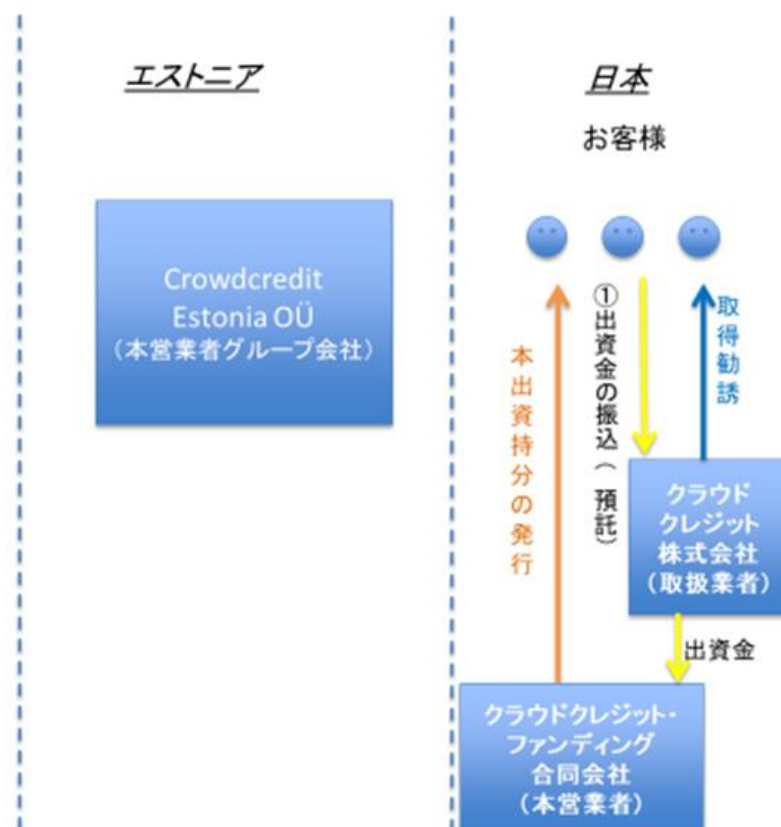 エストニア
日本
お客様
Crowdcredit
Estonia OÜ
(本営業者グループ会社)
本出資持分の発行
①出資金の振込(預託)
取得勧誘
クラウド
クレジット
株式会社
(取扱業者)
出資金
クラウドクレジット・
ファンディング
合同会社
(本営業者)